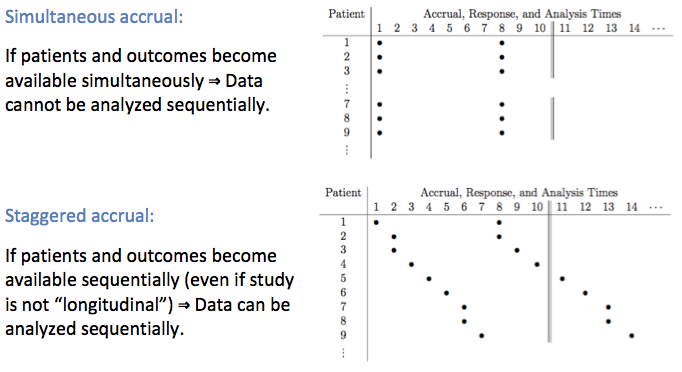 Simultaneous accrual:
If patients and outcomes become
available simultaneously ⇒ Data
cannot be analyzed sequentially.
Patient Accrual, Response, and Analysis Times
1 2 3 4 5 6 7 8 9 10 11 12 13 14 ⋯
1
2
3
⋮
7
8
9
⋮
Staggered accrual:
If patients and outcomes become
available sequentially (even if study
is not “longitudinal”) ⇒ Data can be
analyzed sequentially.
Patient Accrual, Response, and Analysis Times
1 2 3 4 5 6 7 8 9 10 11 12 13 14 ⋯
1
2
3
4
5
6
7
8
9
⋮